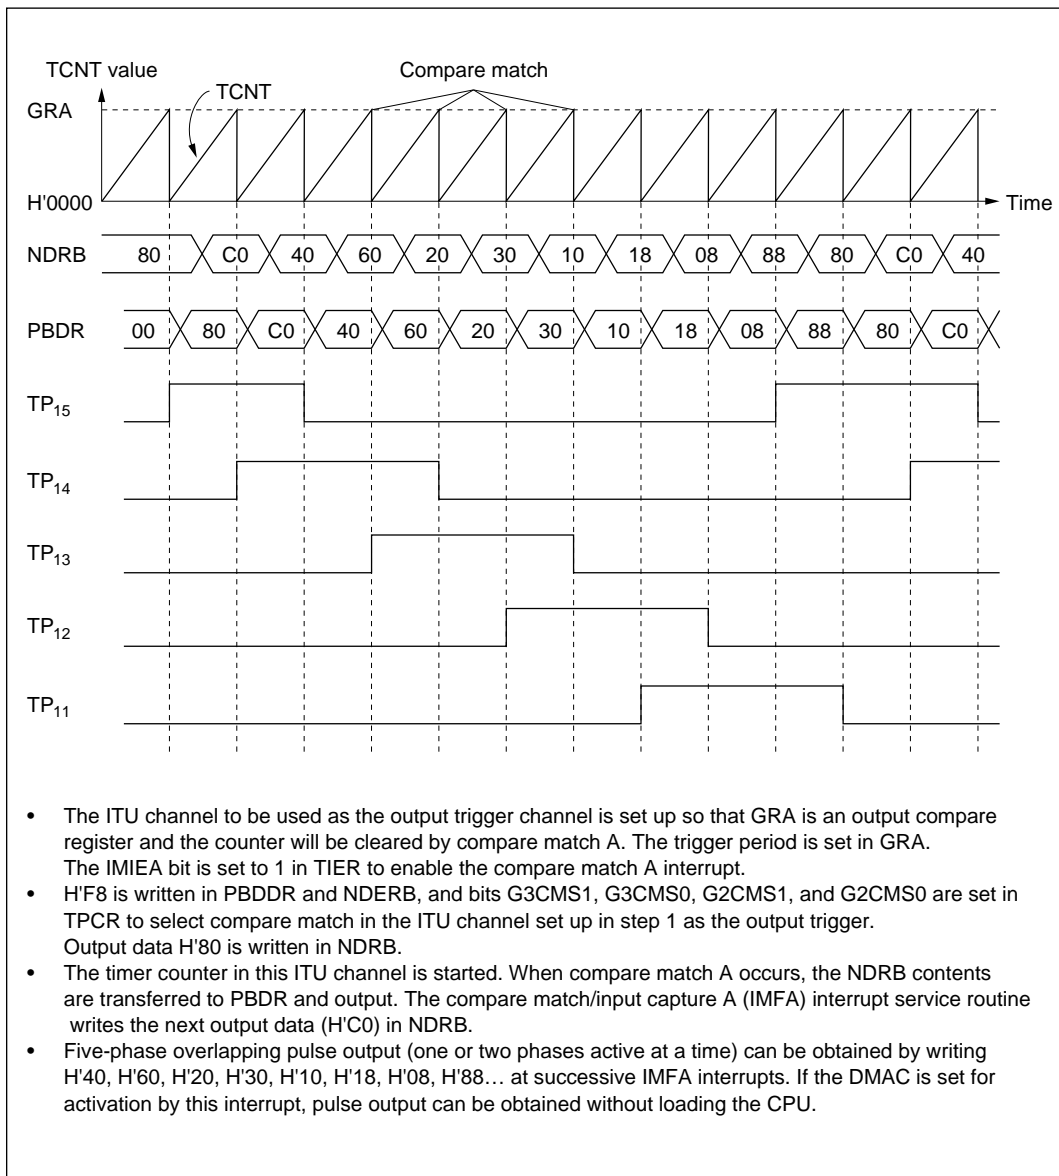 TCNT value
Compare match
TCNT
GRA
H'0000
Time
NDRB 80 C0 40 60 20 30 10 18 08 88 80 C0 40
PBDR 00 80 C0 40 60 20 30 10 18 08 88 80 C0
TP15
TP14
TP13
TP12
TP11
• The ITU channel to be used as the output trigger channel is set up so that GRA is an output compare
register and the counter will be cleared by compare match A. The trigger period is set in GRA.
The IMIEA bit is set to 1 in TIER to enable the compare match A interrupt.
• H'F8 is written in PBDDR and NDERB, and bits G3CMS1, G3CMS0, G2CMS1, and G2CMS0 are set in
TPCR to select compare match in the ITU channel set up in step 1 as the output trigger.
Output data H'80 is written in NDRB.
• The timer counter in this ITU channel is started. When compare match A occurs, the NDRB contents
are transferred to PBDR and output. The compare match/input capture A (IMFA) interrupt service routine
writes the next output data (H'C0) in NDRB.
• Five-phase overlapping pulse output (one or two phases active at a time) can be obtained by writing
H'40, H'60, H'20, H'30, H'10, H'18, H'08, H'88… at successive IMFA interrupts. If the DMAC is set for
activation by this interrupt, pulse output can be obtained without loading the CPU.